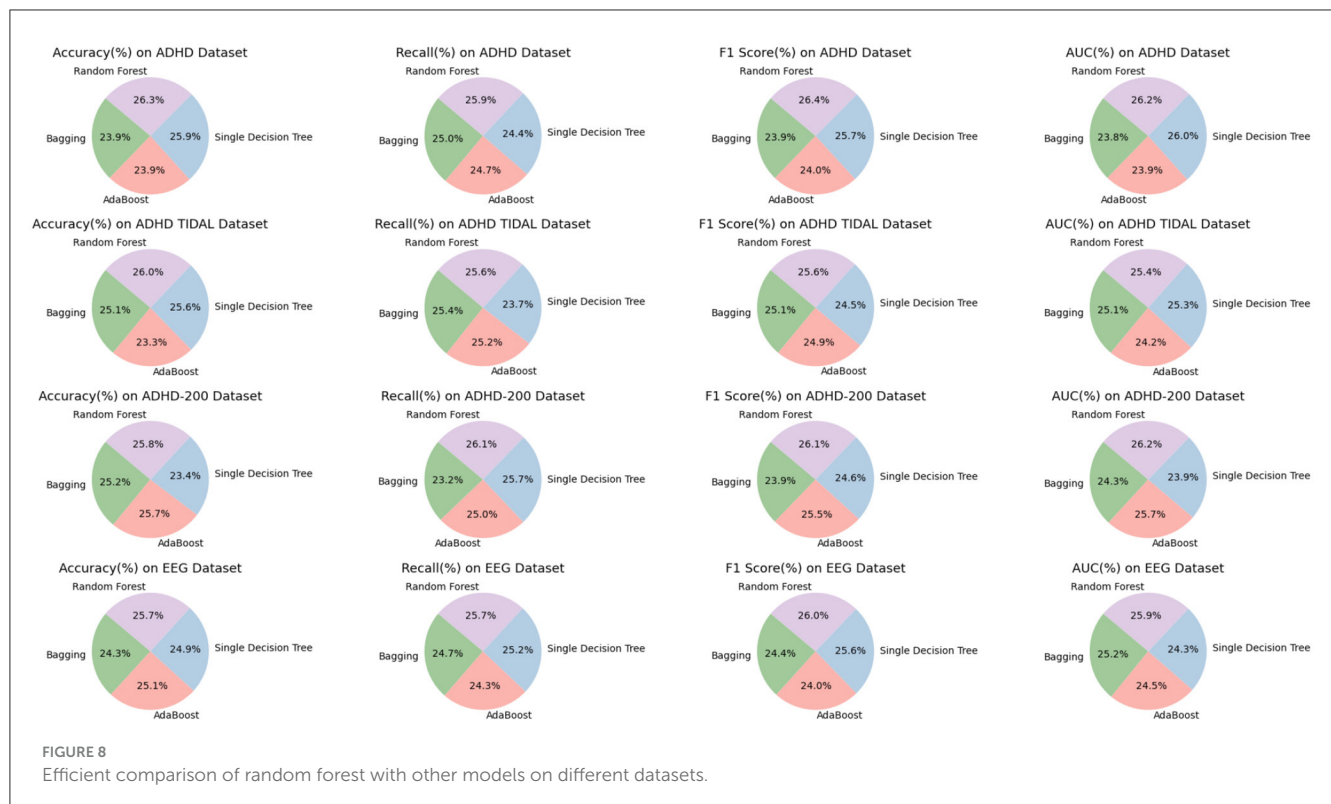 Accuracy(%) on ADHD Dataset
Random Forest
26.3%
Bagging
23.9%
25.9%
Single Decision Tree
23.9%
AdaBoost
Recall(%) on ADHD Dataset
Random Forest
25.9%
Bagging
25.0%
24.4%
Single Decision Tree
24.7%
AdaBoost
F1 Score(%) on ADHD Dataset
Random Forest
26.4%
Bagging
23.9%
25.7%
Single Decision Tree
24.0%
AdaBoost
AUC(%) on ADHD Dataset
Random Forest
26.2%
Bagging
23.8%
26.0%
Single Decision Tree
23.9%
AdaBoost
Accuracy(%) on ADHD TIDAL Dataset
Random Forest
26.0%
Bagging
25.1%
25.6%
Single Decision Tree
23.3%
AdaBoost
Recall(%) on ADHD TIDAL Dataset
Random Forest
25.6%
Bagging
25.4%
23.7%
Single Decision Tree
25.2%
AdaBoost
F1 Score(%) on ADHD TIDAL Dataset
Random Forest
25.6%
Bagging
25.1%
24.5%
Single Decision Tree
24.9%
AdaBoost
AUC(%) on ADHD TIDAL Dataset
Random Forest
25.4%
Bagging
25.1%
25.3%
Single Decision Tree
24.2%
AdaBoost
Accuracy(%) on ADHD-200 Dataset
Random Forest
25.8%
Bagging
25.2%
23.4%
Single Decision Tree
25.7%
AdaBoost
Recall(%) on ADHD-200 Dataset
Random Forest
26.1%
Bagging
23.2%
25.7%
Single Decision Tree
25.0%
AdaBoost
F1 Score(%) on ADHD-200 Dataset
Random Forest
26.1%
Bagging
23.9%
24.6%
Single Decision Tree
25.5%
AdaBoost
AUC(%) on ADHD-200 Dataset
Random Forest
26.2%
Bagging
24.3%
23.9%
Single Decision Tree
25.7%
AdaBoost
Accuracy(%) on EEG Dataset
Random Forest
25.7%
Bagging
24.3%
24.9%
Single Decision Tree
25.1%
AdaBoost
Recall(%) on EEG Dataset
Random Forest
25.7%
Bagging
24.7%
25.2%
Single Decision Tree
24.3%
AdaBoost
F1 Score(%) on EEG Dataset
Random Forest
26.0%
Bagging
24.4%
25.6%
Single Decision Tree
24.0%
AdaBoost
AUC(%) on EEG Dataset
Random Forest
25.9%
Bagging
25.2%
24.3%
Single Decision Tree
24.5%
AdaBoost
FIGURE 8
Efficient comparison of random forest with other models on different datasets.